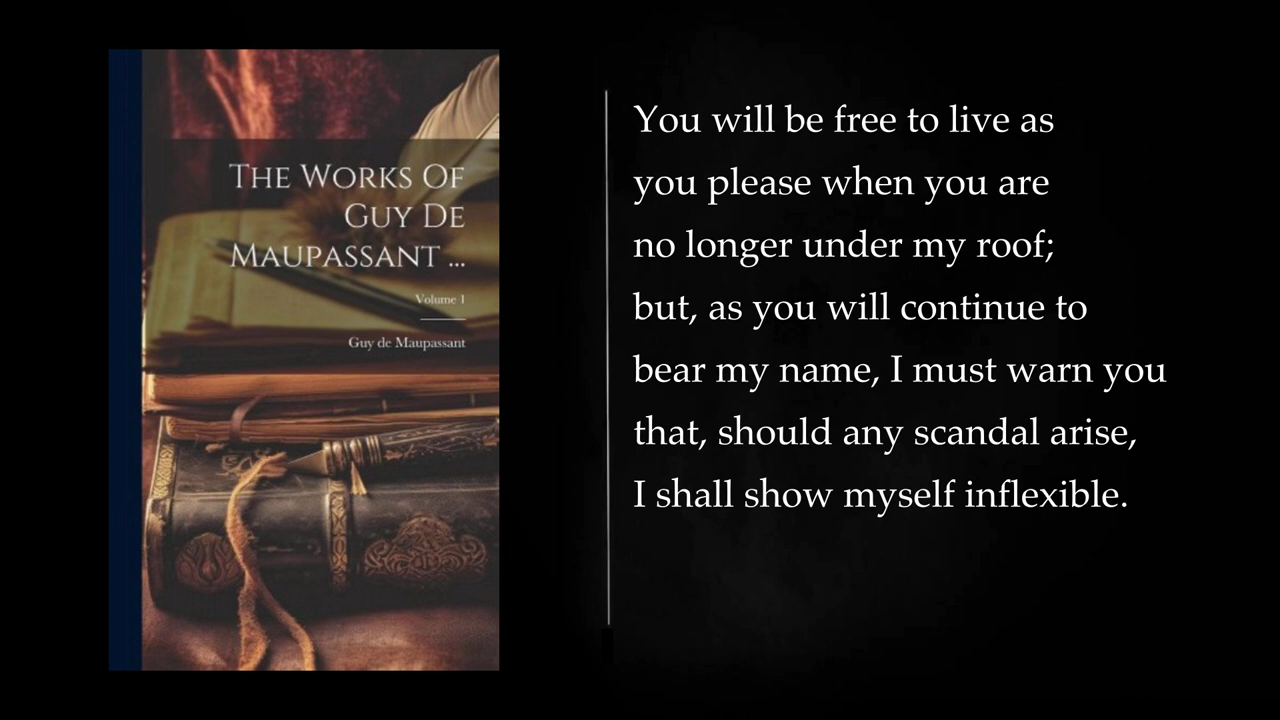 The Works Of
Guy De
Maupassant ...
Volume 1
Guy de Maupassant
You will be free to live as
you please when you are
no longer under my roof;
but, as you will continue to
bear my name, I must warn you
that, should any scandal arise,
I shall show myself inflexible.